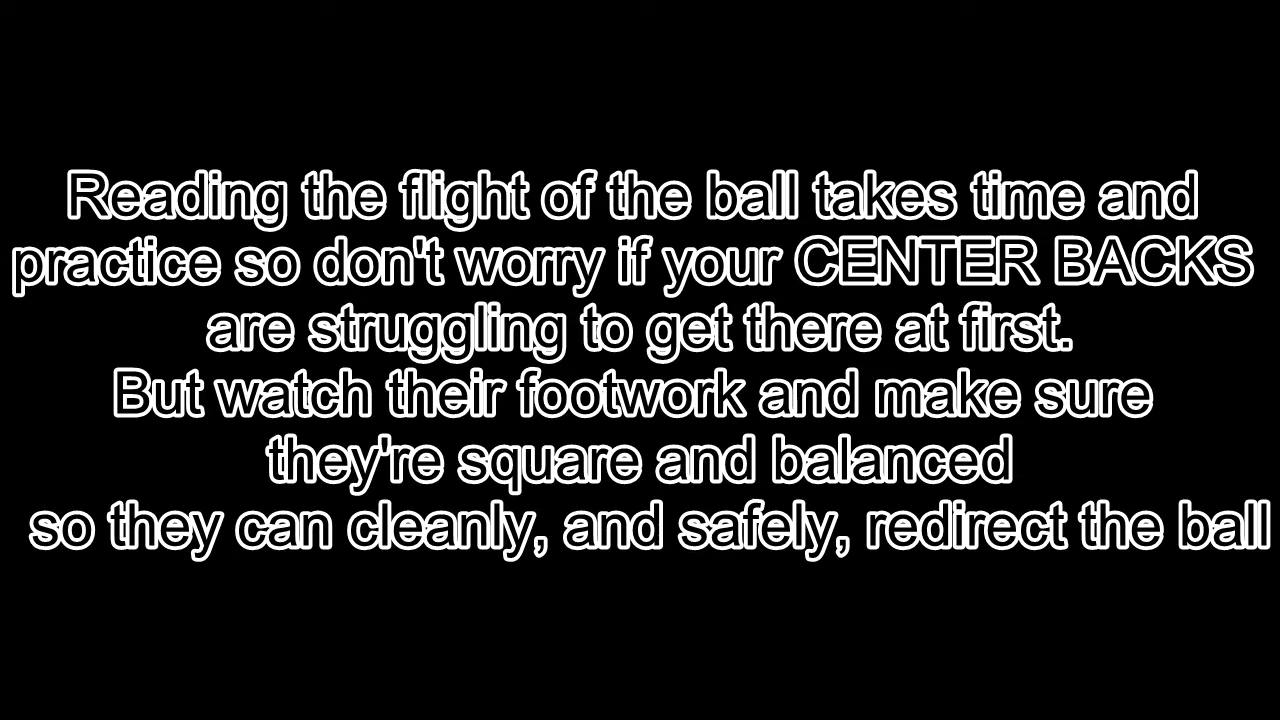 Reading the flight of the ball takes time and
practice so don't worry if your CENTER BACKS
are struggling to get there at first.
But watch their footwork and make sure
they're square and balanced
so they can cleanly, and safely, redirect the ball